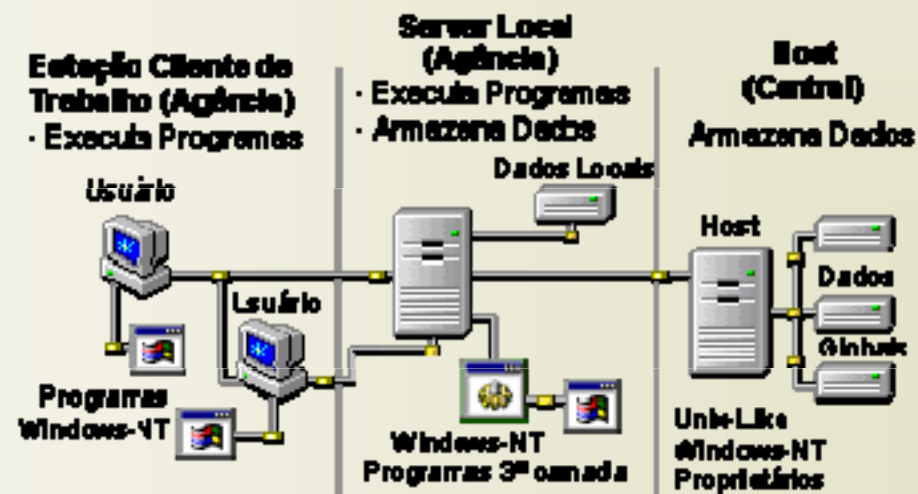 Estação Cliente de
Trabalho (Agência)
· Executa Programas
Usuário
Usuário
Programas
Windows-NT
Server Local
(Agência)
· Executa Programas
· Armazena Dados
Dados Locais
Windows-NT
Programas 3ª camada
Host
(Central)
Armazena Dados
Host
Dados
Globais
Unix-Like
Windows-NT
Proprietários